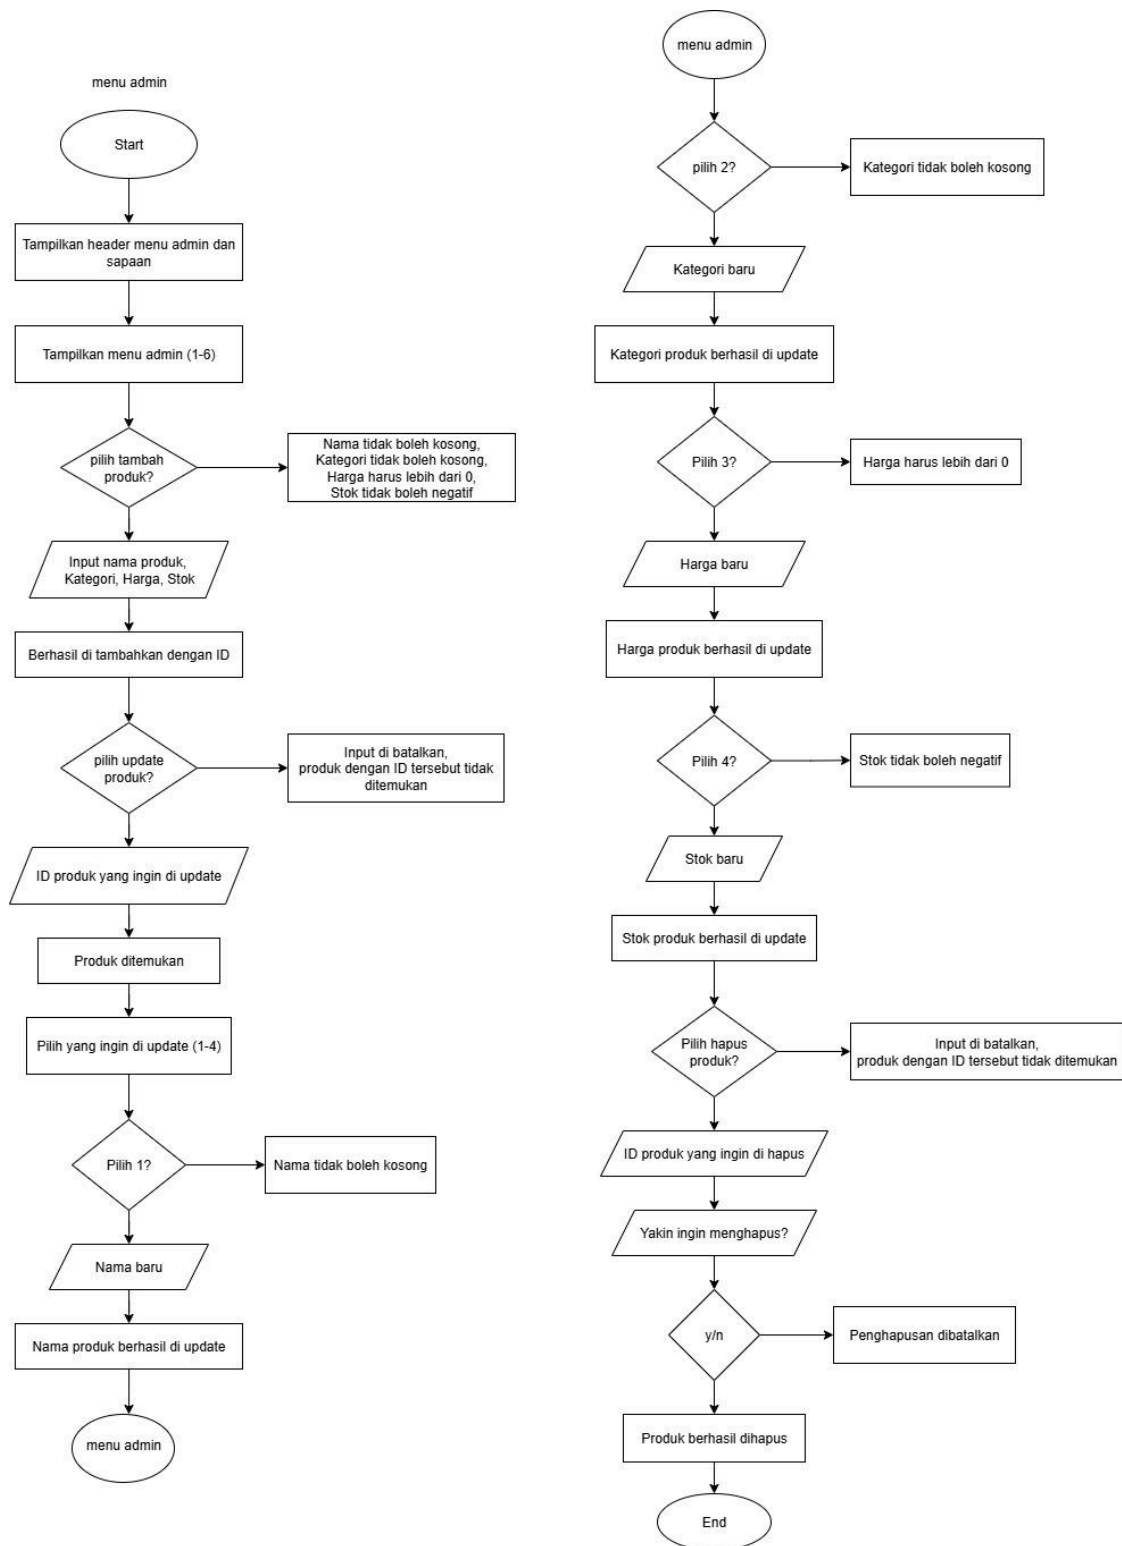 menu admin
Start
Tampilkan header menu admin dan
sapaan
Tampilkan menu admin (1-6)
pilih tambah
produk?
Nama tidak boleh kosong,
Kategori tidak boleh kosong,
Harga harus lebih dari 0,
Stok tidak boleh negatif
Input nama produk,
Kategori, Harga, Stok
Berhasil di tambahkan dengan ID
pilih update
produk?
Input di batalkan,
produk dengan ID tersebut tidak
ditemukan
ID produk yang ingin di update
Produk ditemukan
Pilih yang ingin di update (1-4)
Pilih 1?
Nama tidak boleh kosong
Nama baru
Nama produk berhasil di update
menu admin
menu admin
pilih 2?
Kategori tidak boleh kosong
Kategori baru
Kategori produk berhasil di update
Pilih 3?
Harga harus lebih dari 0
Harga baru
Harga produk berhasil di update
Pilih 4?
Stok tidak boleh negatif
Stok baru
Stok produk berhasil di update
Pilih hapus
produk?
Input di batalkan,
produk dengan ID tersebut tidak ditemukan
ID produk yang ingin di hapus
Yakin ingin menghapus?
y/n
Penghapusan dibatalkan
Produk berhasil dihapus
End